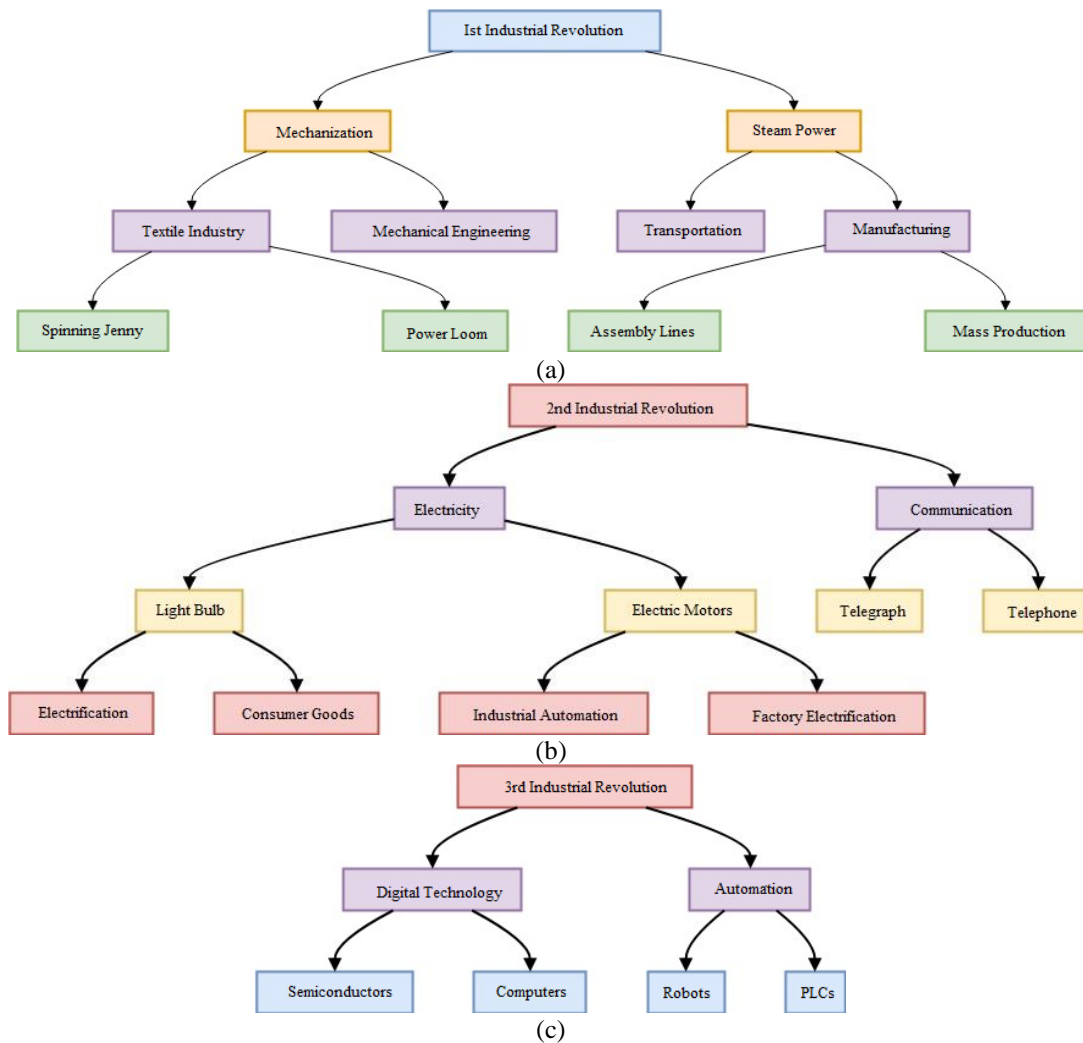 Ist Industrial Revolution
Mechanization
Steam Power
Textile Industry
Mechanical Engineering
Transportation
Manufacturing
Spinning Jenny
Power Loom
Assembly Lines
Mass Production
(a)
2nd Industrial Revolution
Electricity
Communication
Light Bulb
Electric Motors
Telegraph
Telephone
Electrification
Consumer Goods
Industrial Automation
Factory Electrification
(b)
3rd Industrial Revolution
Digital Technology
Automation
Semiconductors
Computers
Robots
PLCs
(c)